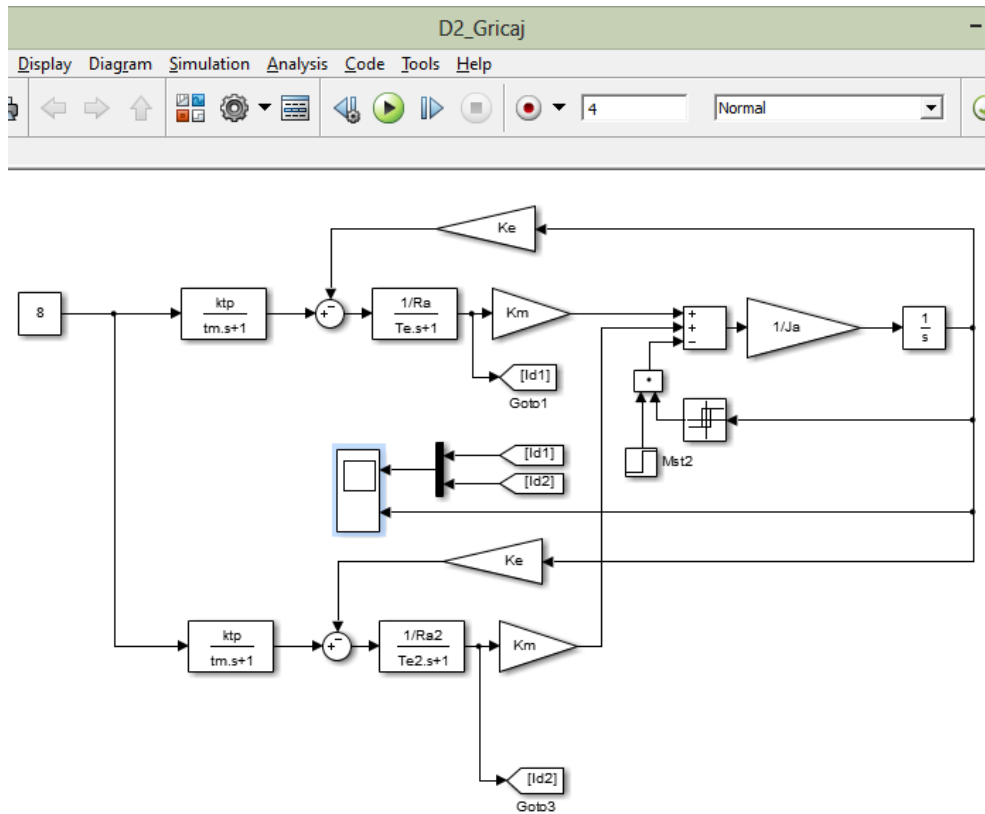 D2_Gricaj
Display Diagram Simulation Analysis Code Tools Help
4 Normal
Ke
8
ktp
tm.s+1
+ -
1/Ra
Te.s+1
Km
+
+
-
1/Ja
1
s
[Id1]
Goto1
[Id1]
[Id2]
Mst2
Ke
ktp
tm.s+1
+ -
1/Ra2
Te2.s+1
Km
[Id2]
Goto3